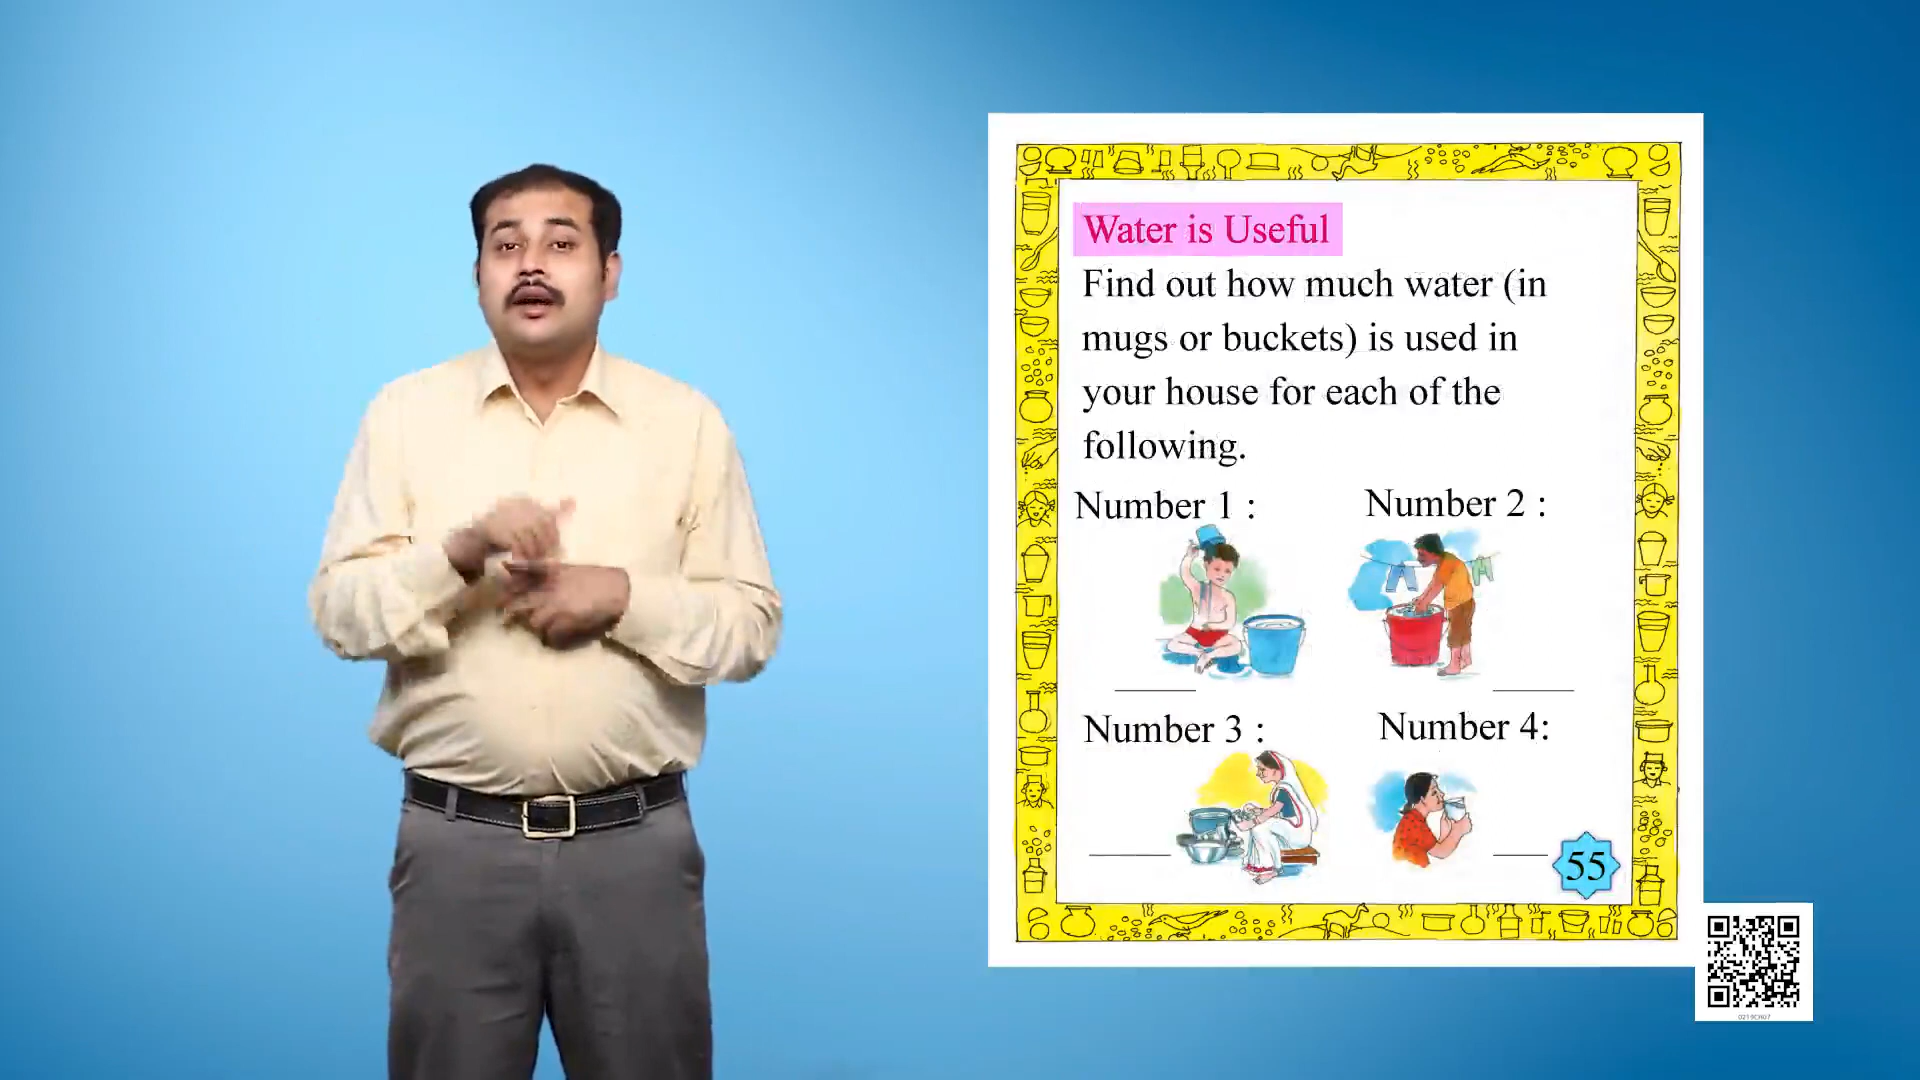 Water is Useful
Find out how much water (in
mugs or buckets) is used in
your house for each of the
following.
Number 1 :
Number 2 :
Number 3 :
Number 4:
55